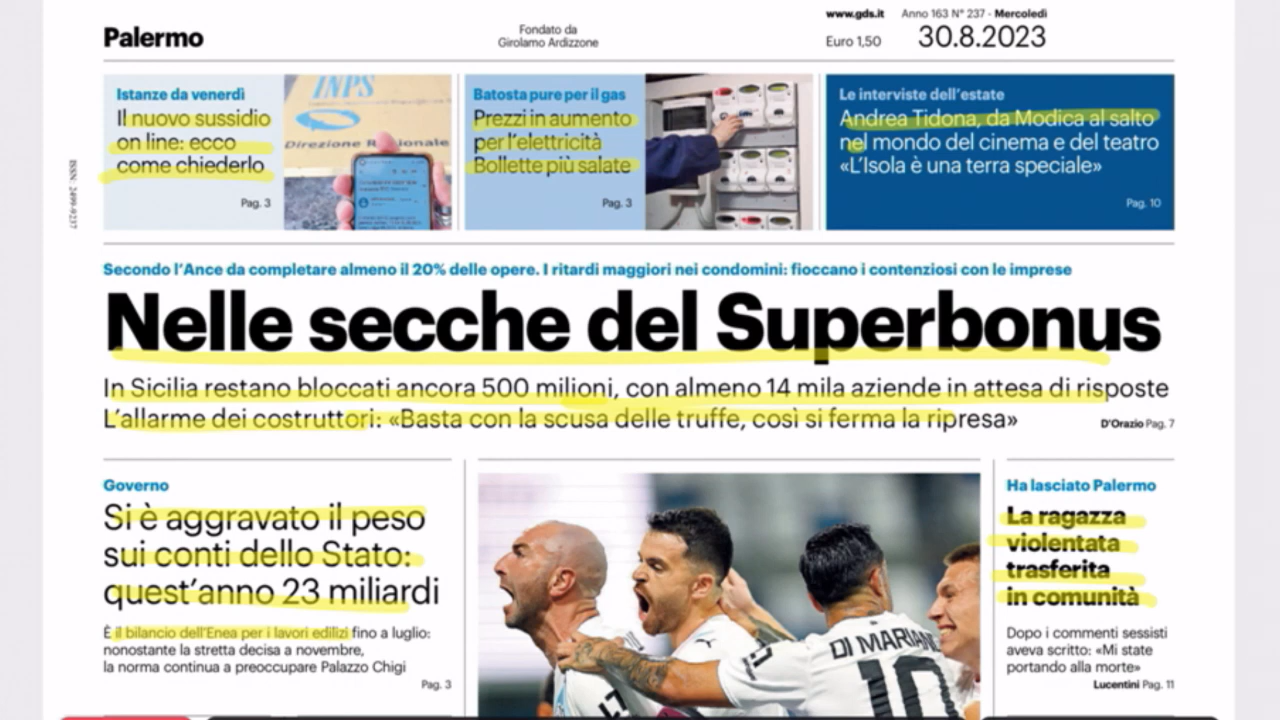 Palermo
Fondato da
Girolamo Ardizzone
www.gds.it Anno 163 N° 237 - Mercoledì
Euro 1,50 30.8.2023
Istanze da venerdì
Il nuovo sussidio
on line: ecco
come chiederlo
Pag. 3
INPS
Direzione Re ionale
Batosta pure per il gas
Prezzi in aumento
per l'elettricità
Bollette più salate
Pag. 3
Le interviste dell'estate
Andrea Tidona, da Modica al salto
nel mondo del cinema e del teatro
«L'Isola è una terra speciale»
Pag. 10
ISSN 2499-9237
Secondo l'Ance da completare almeno il 20% delle opere. I ritardi maggiori nei condomini: fioccano i contenziosi con le imprese
Nelle secche del Superbonus
In Sicilia restano bloccati ancora 500 milioni, con almeno 14 mila aziende in attesa di risposte
L'allarme dei costruttori: «Basta con la scusa delle truffe, così si ferma la ripresa»
D'Orazio Pag. 7
Governo
Si è aggravato il peso
sui conti dello Stato:
quest'anno 23 miliardi
È il bilancio dell'Enea per i lavori edilizi fino a luglio:
nonostante la stretta decisa a novembre,
la norma continua a preoccupare Palazzo Chigi
Pag. 3
DI MARIANO
10
Ha lasciato Palermo
La ragazza
violentata
trasferita
in comunità
Dopo i commenti sessisti
aveva scritto: «Mi state
portando alla morte»
Lucentini Pag. 11